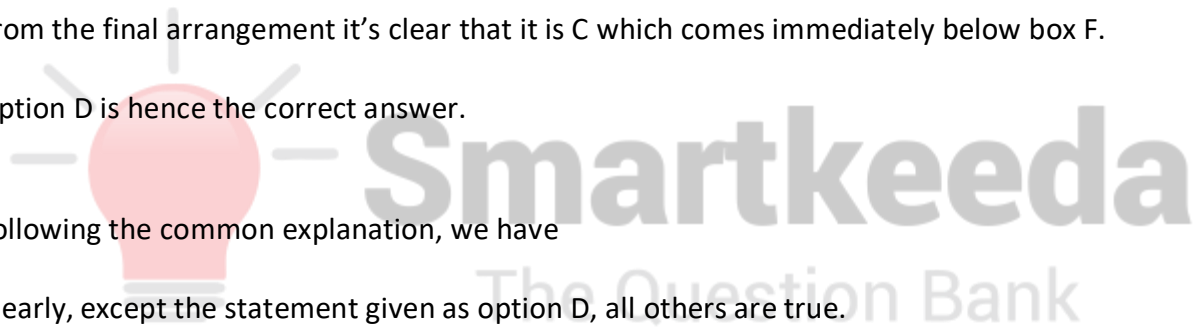 rom the final arrangement it's clear that it is C which comes immediately below box F.
ption D is hence the correct answer.
Smartkeeda
ollowing the common explanation, we have
The Question Bank
early, except the statement given as option D, all others are true.